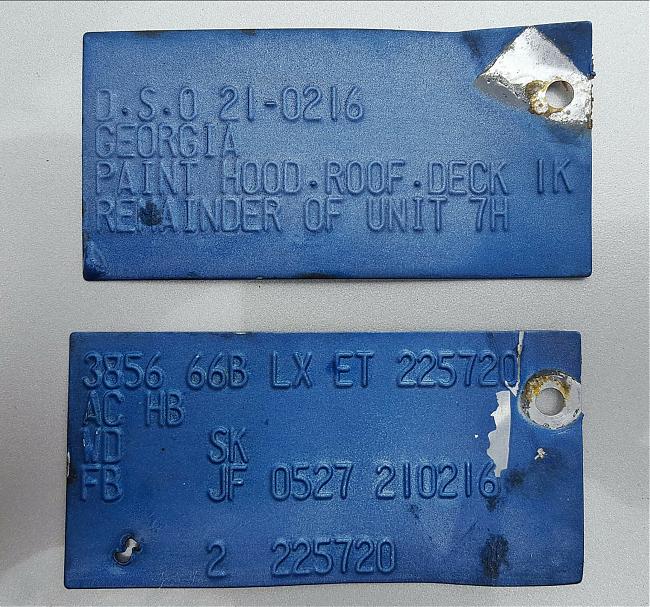 D.S.O 21-0216
GEORGIA
PAINT HOOD.ROOF.DECK 1K
REMAINDER OF UNIT 7H
3856 66B LX ET 225720
AC HB
WD SK
FB JF 0527 210216
2 225720